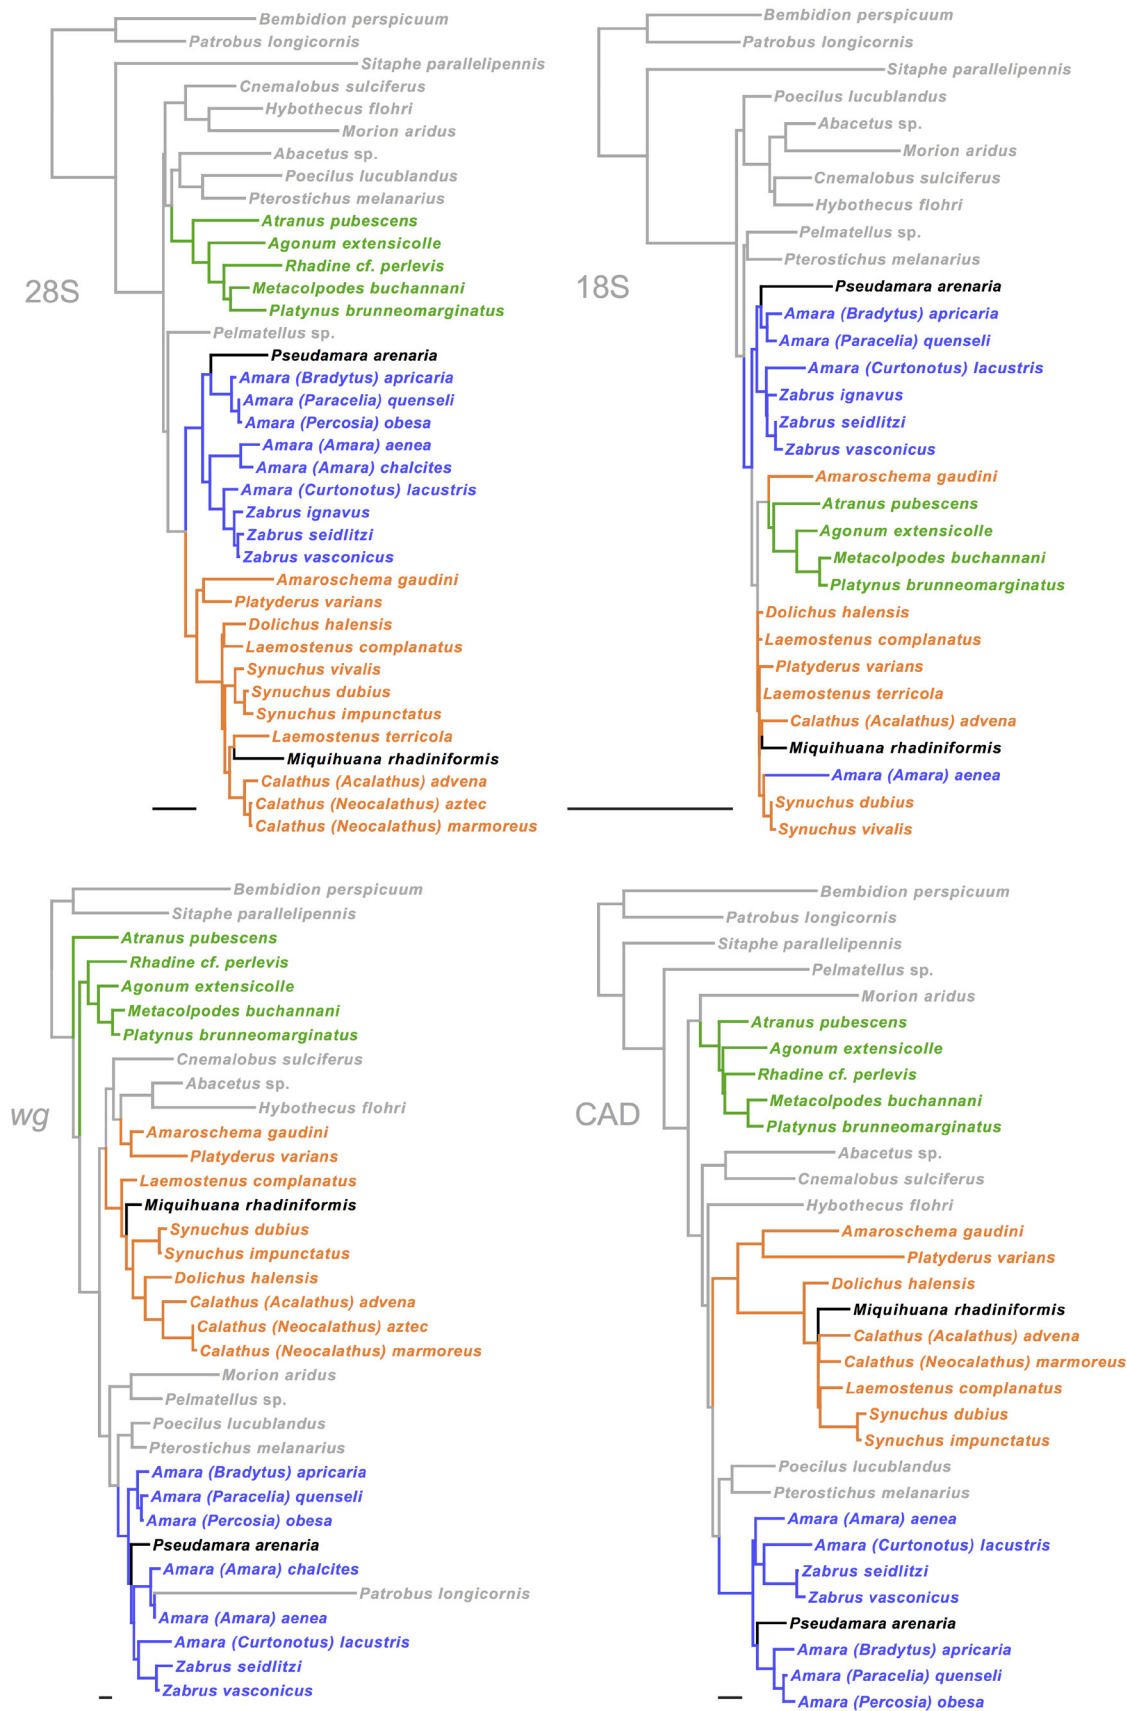 Bembidion perspicuum
Patrobus longicornis
Sitaphe parallelipennis
Cnemalobus sulciferus
Hybothecus flohri
Morion aridus
Abacetus sp.
Poecilus lucublandus
Pterostichus melanarius
Atranus pubescens
Agonum extensicolle
Rhadine cf. perlevis
28S
Metacolpodes buchannani
Platynus brunneomarginatus
Pelmatellus sp.
Pseudamara arenaria
Amara (Bradytus) apricaria
Amara (Paracelia) quenseli
Amara (Percosia) obesa
Amara (Amara) aenea
Amara (Amara) chalcites
Amara (Curtonotus) lacustris
Zabrus ignavus
Zabrus seidlitzi
Zabrus vasconicus
Amaroschema gaudini
Platyderus varians
Dolichus halensis
Laemostenus complanatus
Synuchus vivalis
Synuchus dubius
Synuchus impunctatus
Laemostenus terricola
Miquihuana rhadiniformis
Calathus (Acalathus) advena
Calathus (Neocalathus) aztec
Calathus (Neocalathus) marmoreus
Bembidion perspicuum
Patrobus longicornis
Sitaphe parallelipennis
Poecilus lucublandus
Abacetus sp.
Morion aridus
Cnemalobus sulciferus
Hybothecus flohri
Pelmatellus sp.
Pterostichus melanarius
18S
Pseudamara arenaria
Amara (Bradytus) apricaria
Amara (Paracelia) quenseli
Amara (Curtonotus) lacustris
Zabrus ignavus
Zabrus seidlitzi
Zabrus vasconicus
Amaroschema gaudini
Atranus pubescens
Agonum extensicolle
Metacolpodes buchannani
Platynus brunneomarginatus
Dolichus halensis
Laemostenus complanatus
Platyderus varians
Laemostenus terricola
Calathus (Acalathus) advena
Miquihuana rhadiniformis
Amara (Amara) aenea
Synuchus dubius
Synuchus vivalis
Bembidion perspicuum
Sitaphe parallelipennis
Atranus pubescens
Rhadine cf. perlevis
Agonum extensicolle
Metacolpodes buchannani
Platynus brunneomarginatus
Cnemalobus sulciferus
Abacetus sp.
Hybothecus flohri
wg
Amaroschema gaudini
Platyderus varians
Laemostenus complanatus
Miquihuana rhadiniformis
Synuchus dubius
Synuchus impunctatus
Dolichus halensis
Calathus (Acalathus) advena
Calathus (Neocalathus) aztec
Calathus (Neocalathus) marmoreus
Morion aridus
Pelmatellus sp.
Poecilus lucublandus
Pterostichus melanarius
Amara (Bradytus) apricaria
Amara (Paracelia) quenseli
Amara (Percosia) obesa
Pseudamara arenaria
Amara (Amara) chalcites
Patrobus longicornis
Amara (Amara) aenea
Amara (Curtonotus) lacustris
Zabrus seidlitzi
Zabrus vasconicus
Bembidion perspicuum
Patrobus longicornis
Sitaphe parallelipennis
Pelmatellus sp.
Morion aridus
Atranus pubescens
Agonum extensicolle
Rhadine cf. perlevis
Metacolpodes buchannani
CAD
Platynus brunneomarginatus
Abacetus sp.
Cnemalobus sulciferus
Hybothecus flohri
Amaroschema gaudini
Platyderus varians
Dolichus halensis
Miquihuana rhadiniformis
Calathus (Acalathus) advena
Calathus (Neocalathus) marmoreus
Laemostenus complanatus
Synuchus dubius
Synuchus impunctatus
Poecilus lucublandus
Pterostichus melanarius
Amara (Amara) aenea
Amara (Curtonotus) lacustris
Zabrus seidlitzi
Zabrus vasconicus
Pseudamara arenaria
Amara (Bradytus) apricaria
Amara (Paracelia) quenseli
Amara (Percosia) obesa